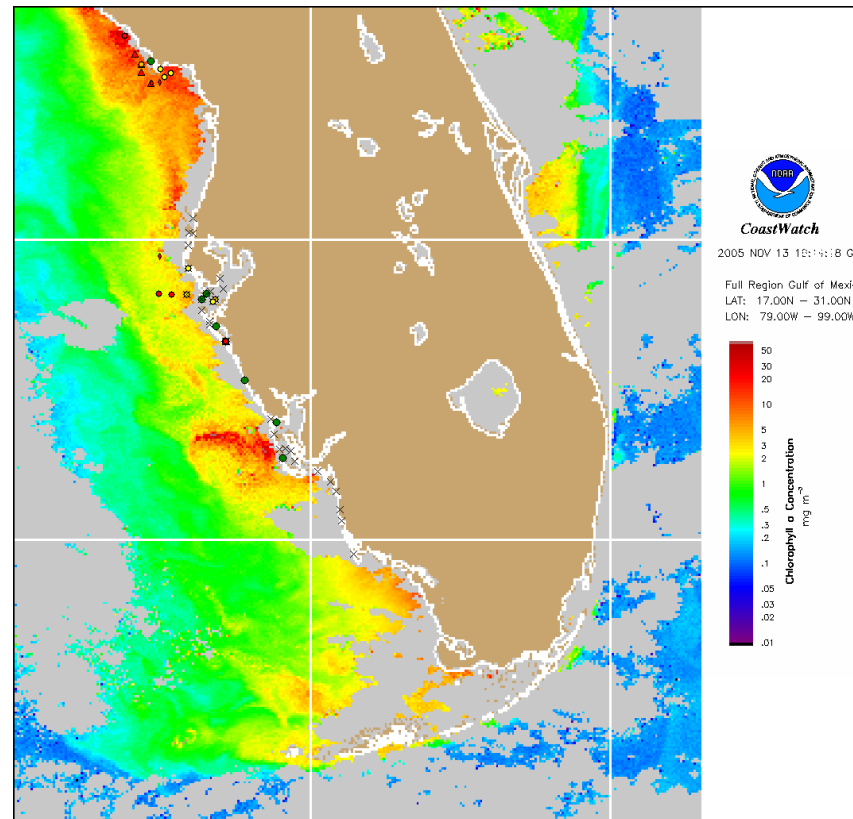 NOAA
CoastWatch
2005 NOV 13
Full Region Gulf of Mexi
LAT: 17.00N – 31.00N
LON: 79.00W – 99.00W
50
30
20
10
5
3
2
1
.5
.3
.2
.1
.05
.03
.02
.01
Chlorophyll a Concentration
mg m⁻³